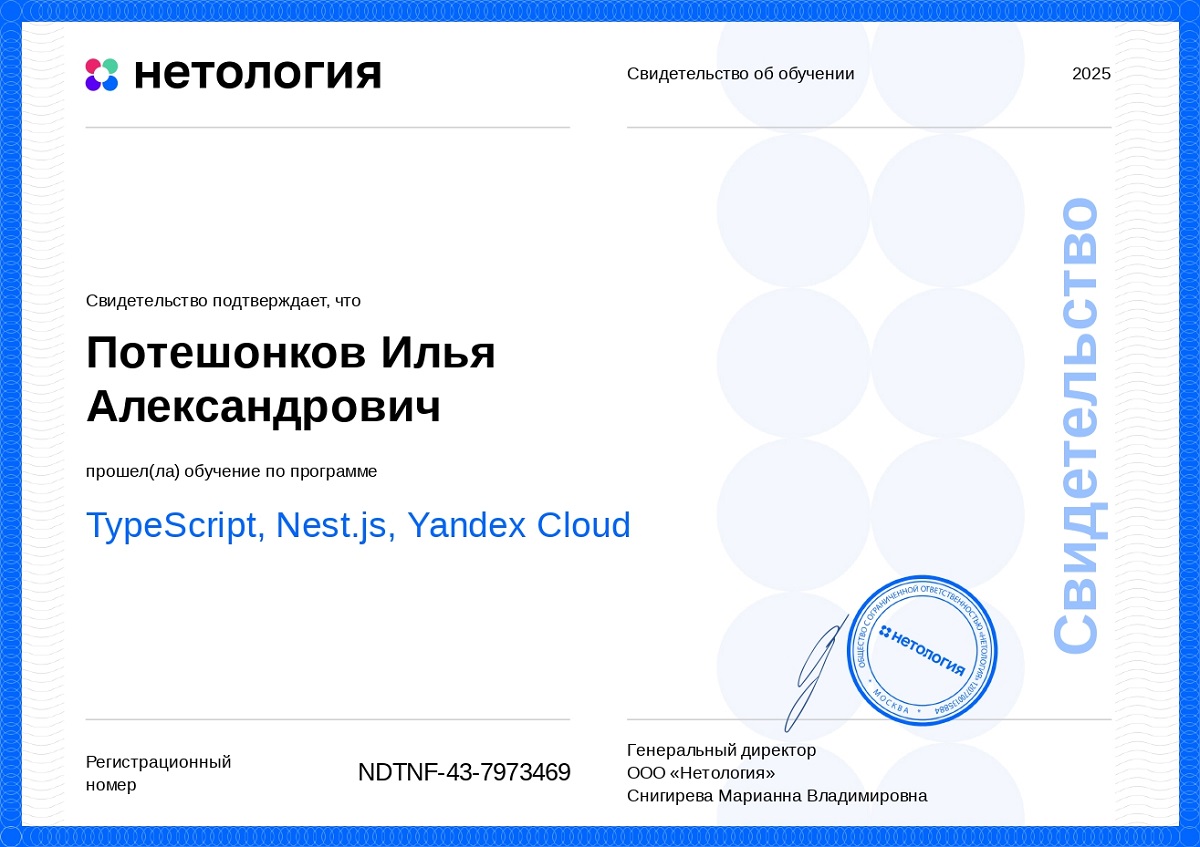 нетология
Свидетельство об обучении
2025
Свидетельство подтверждает, что
Потешонков Илья
Александрович
прошел(ла) обучение по программе
TypeScript, Nest.js, Yandex Cloud
Свидетельство
ОБЩЕСТВО С ОГРАНИЧЕННОЙ ОТВЕТСТВЕННОСТЬЮ «НЕТОЛОГИЯ»
* МОСКВА *
нетология
Регистрационный
номер
NDTNF-43-7973469
Генеральный директор
ООО «Нетология»
Снигирева Марианна Владимировна